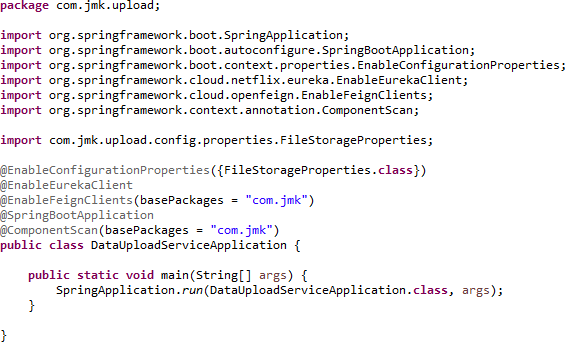 package com.jmk.upload;

import org.springframework.boot.SpringApplication;
import org.springframework.boot.autoconfigure.SpringBootApplication;
import org.springframework.boot.context.properties.EnableConfigurationProperties;
import org.springframework.cloud.netflix.eureka.EnableEurekaClient;
import org.springframework.cloud.openfeign.EnableFeignClients;
import org.springframework.context.annotation.ComponentScan;

import com.jmk.upload.config.properties.FileStorageProperties;

@EnableConfigurationProperties({FileStorageProperties.class})
@EnableEurekaClient
@EnableFeignClients(basePackages = "com.jmk")
@SpringBootApplication
@ComponentScan(basePackages = "com.jmk")
public class DataUploadServiceApplication {

    public static void main(String[] args) {
        SpringApplication.run(DataUploadServiceApplication.class, args);
    }

}